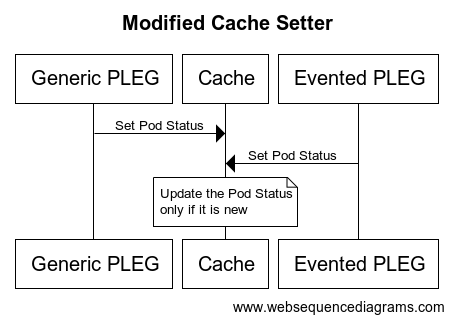 Modified Cache Setter
Generic PLEG
Cache
Evented PLEG
Set Pod Status
Set Pod Status
Update the Pod Status
only if it is new
Generic PLEG
Cache
Evented PLEG
www.websequencediagrams.com